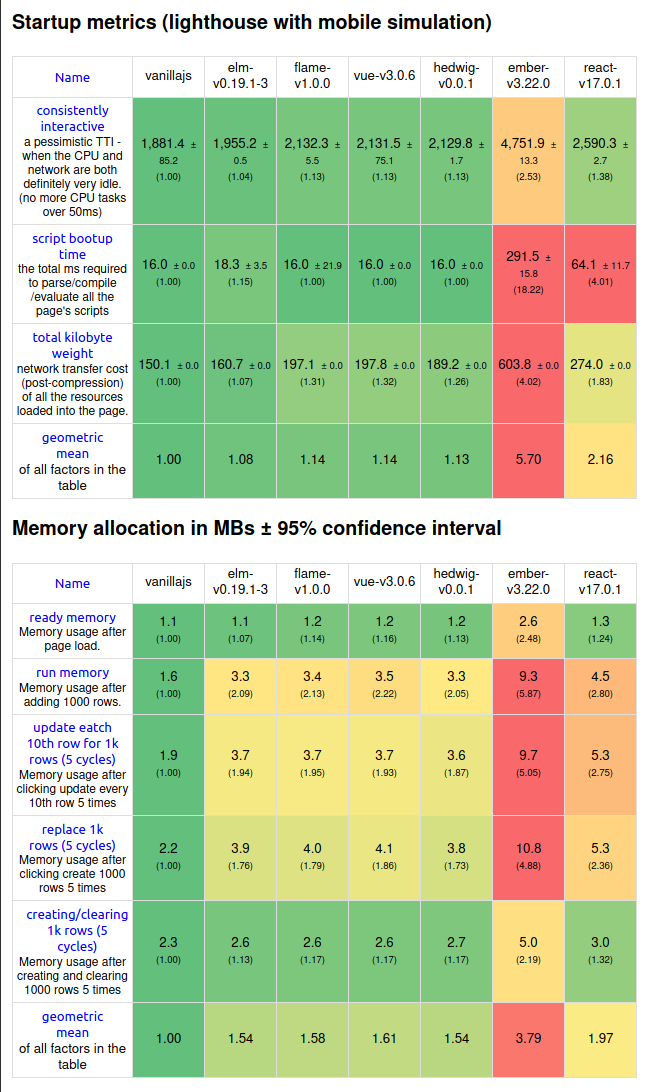 Startup metrics (lighthouse with mobile simulation)
Name vanillajs elm-v0.19.1-3 flame-v1.0.0 vue-v3.0.6 hedwig-v0.0.1 ember-v3.22.0 react-v17.0.1
consistently
interactive
a pessimistic TTI -
when the CPU and
network are both
definitely very idle.
(no more CPU tasks
over 50ms)
1,881.4 ± 85.2 (1.00)
1,955.2 ± 0.5 (1.04)
2,132.3 ± 5.5 (1.13)
2,131.5 ± 75.1 (1.13)
2,129.8 ± 1.7 (1.13)
4,751.9 ± 13.3 (2.53)
2,590.3 ± 2.7 (1.38)
script bootup
time
the total ms required
to parse/compile
/evaluate all the
page's scripts
16.0 ± 0.0 (1.00)
18.3 ± 3.5 (1.15)
16.0 ± 21.9 (1.00)
16.0 ± 0.0 (1.00)
16.0 ± 0.0 (1.00)
291.5 ± 15.8 (18.22)
64.1 ± 11.7 (4.01)
total kilobyte
weight
network transfer cost
(post-compression)
of all the resources
loaded into the page.
150.1 ± 0.0 (1.00)
160.7 ± 0.0 (1.07)
197.1 ± 0.0 (1.31)
197.8 ± 0.0 (1.32)
189.2 ± 0.0 (1.26)
603.8 ± 0.0 (4.02)
274.0 ± 0.0 (1.83)
geometric
mean
of all factors in the
table
1.00 1.08 1.14 1.14 1.13 5.70 2.16
Memory allocation in MBs ± 95% confidence interval
Name vanillajs elm-v0.19.1-3 flame-v1.0.0 vue-v3.0.6 hedwig-v0.0.1 ember-v3.22.0 react-v17.0.1
ready memory
Memory usage after
page load.
1.1 1.1 1.2 1.2 1.2 2.6 1.3
(1.00) (1.07) (1.14) (1.16) (1.13) (2.48) (1.24)
run memory
Memory usage after
adding 1000 rows.
1.6 3.3 3.4 3.5 3.3 9.3 4.5
(1.00) (2.09) (2.13) (2.22) (2.05) (5.87) (2.80)
update eatch
10th row for 1k
rows (5 cycles)
Memory usage after
clicking update every
10th row 5 times
1.9 3.7 3.7 3.7 3.6 9.7 5.3
(1.00) (1.94) (1.95) (1.93) (1.87) (5.05) (2.75)
replace 1k
rows (5 cycles)
Memory usage after
clicking create 1000
rows 5 times
2.2 3.9 4.0 4.1 3.8 10.8 5.3
(1.00) (1.76) (1.79) (1.86) (1.73) (4.88) (2.36)
creating/clearing
1k rows (5
cycles)
Memory usage after
creating and clearing
1000 rows 5 times
2.3 2.6 2.6 2.6 2.7 5.0 3.0
(1.00) (1.13) (1.17) (1.17) (1.17) (2.19) (1.32)
geometric
mean
of all factors in the
table
1.00 1.54 1.58 1.61 1.54 3.79 1.97